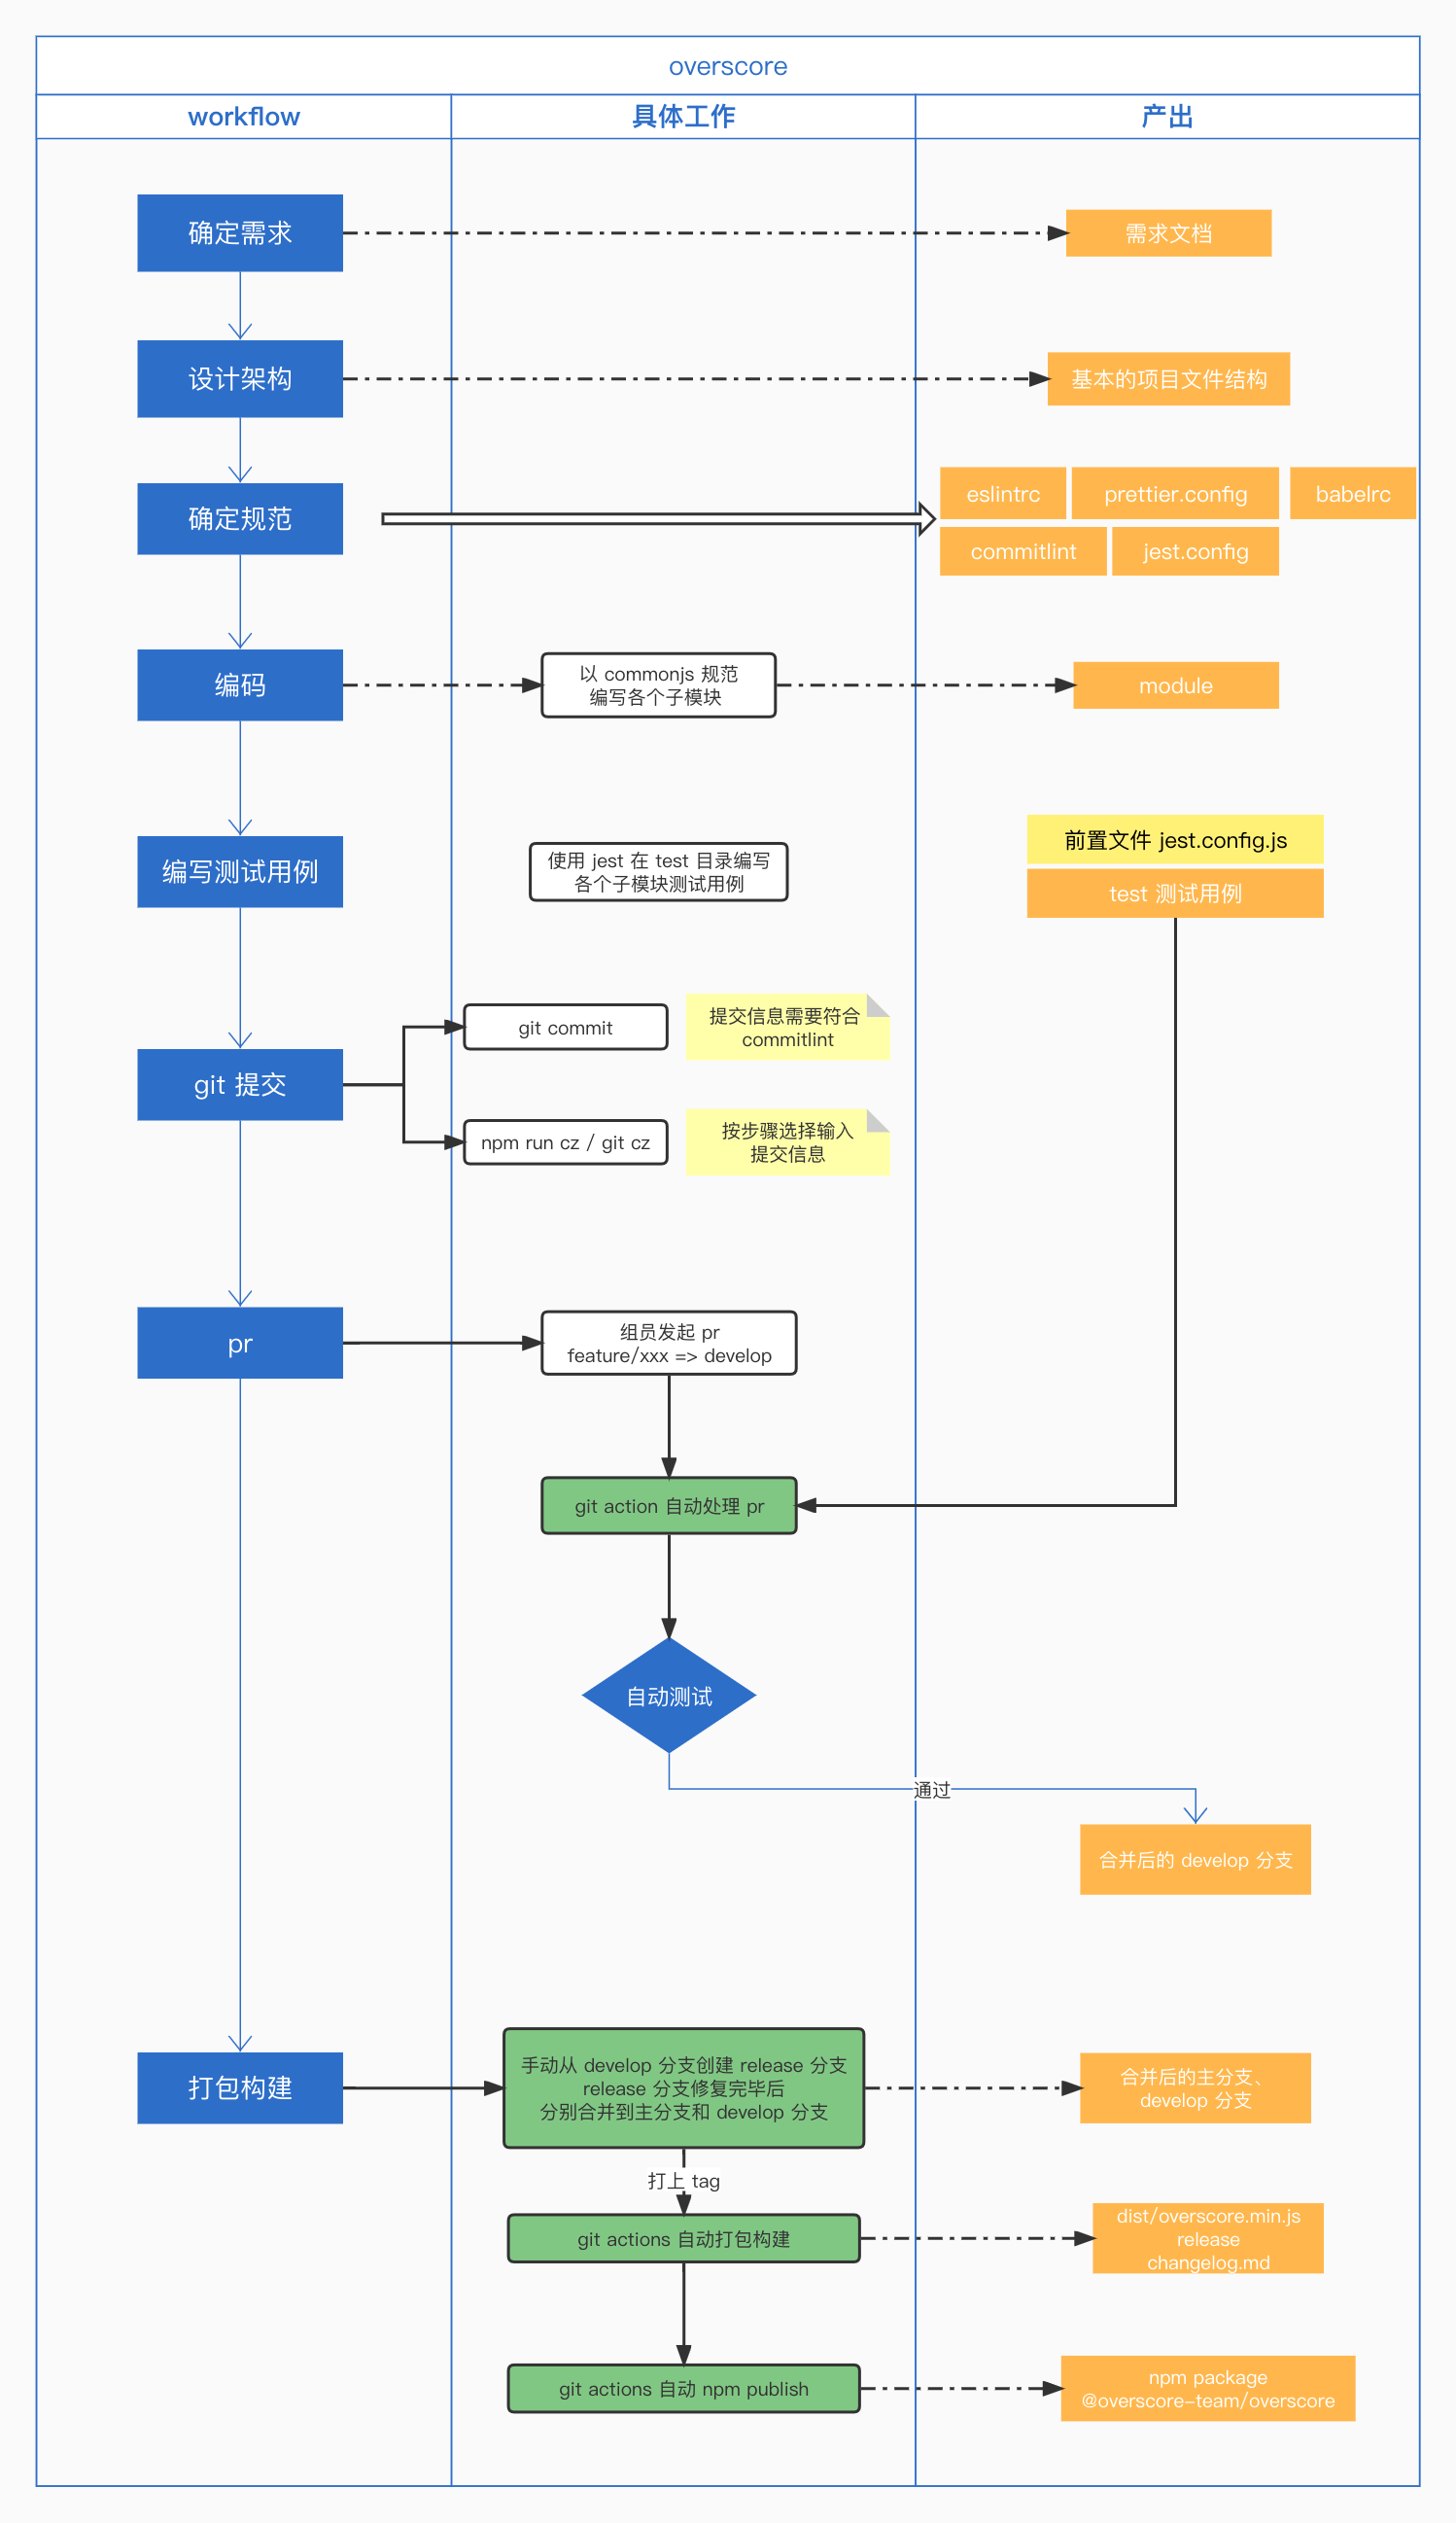 overscore
workflow
具体工作
产出
确定需求
需求文档
设计架构
基本的项目文件结构
确定规范
eslintrc
prettier.config
babelrc
commitlint
jest.config
编码
以 commonjs 规范
编写各个子模块
module
编写测试用例
使用 jest 在 test 目录编写
各个子模块测试用例
前置文件 jest.config.js
test 测试用例
git 提交
git commit
提交信息需要符合
commitlint
npm run cz / git cz
按步骤选择输入
提交信息
pr
组员发起 pr
feature/xxx => develop
git action 自动处理 pr
自动测试
通过
合并后的 develop 分支
打包构建
手动从 develop 分支创建 release 分支
release 分支修复完毕后
分别合并到主分支和 develop 分支
合并后的主分支、
develop 分支
打上 tag
git actions 自动打包构建
dist/overscore.min.js
release
changelog.md
git actions 自动 npm publish
npm package
@overscore-team/overscore